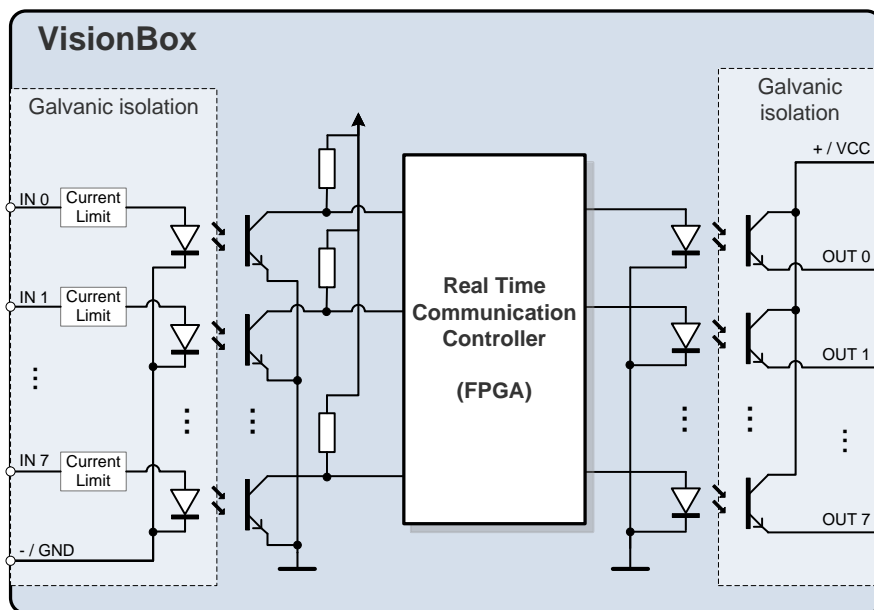 VisionBox
Galvanic isolation
Galvanic
isolation
+ / VCC
IN 0
Current
Limit
OUT 0
IN 1
Current
Limit
Real Time
Communication
Controller
(FPGA)
OUT 1
...
...
...
...
...
...
IN 7
Current
Limit
OUT 7
- / GND